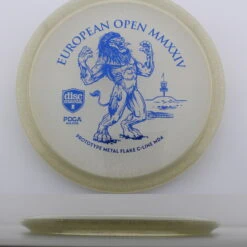 EUROPEAN OPEN MMXXIV
disc
mania
PDGA
PROTOTYPE METAL FLAKE C-LINE MD4